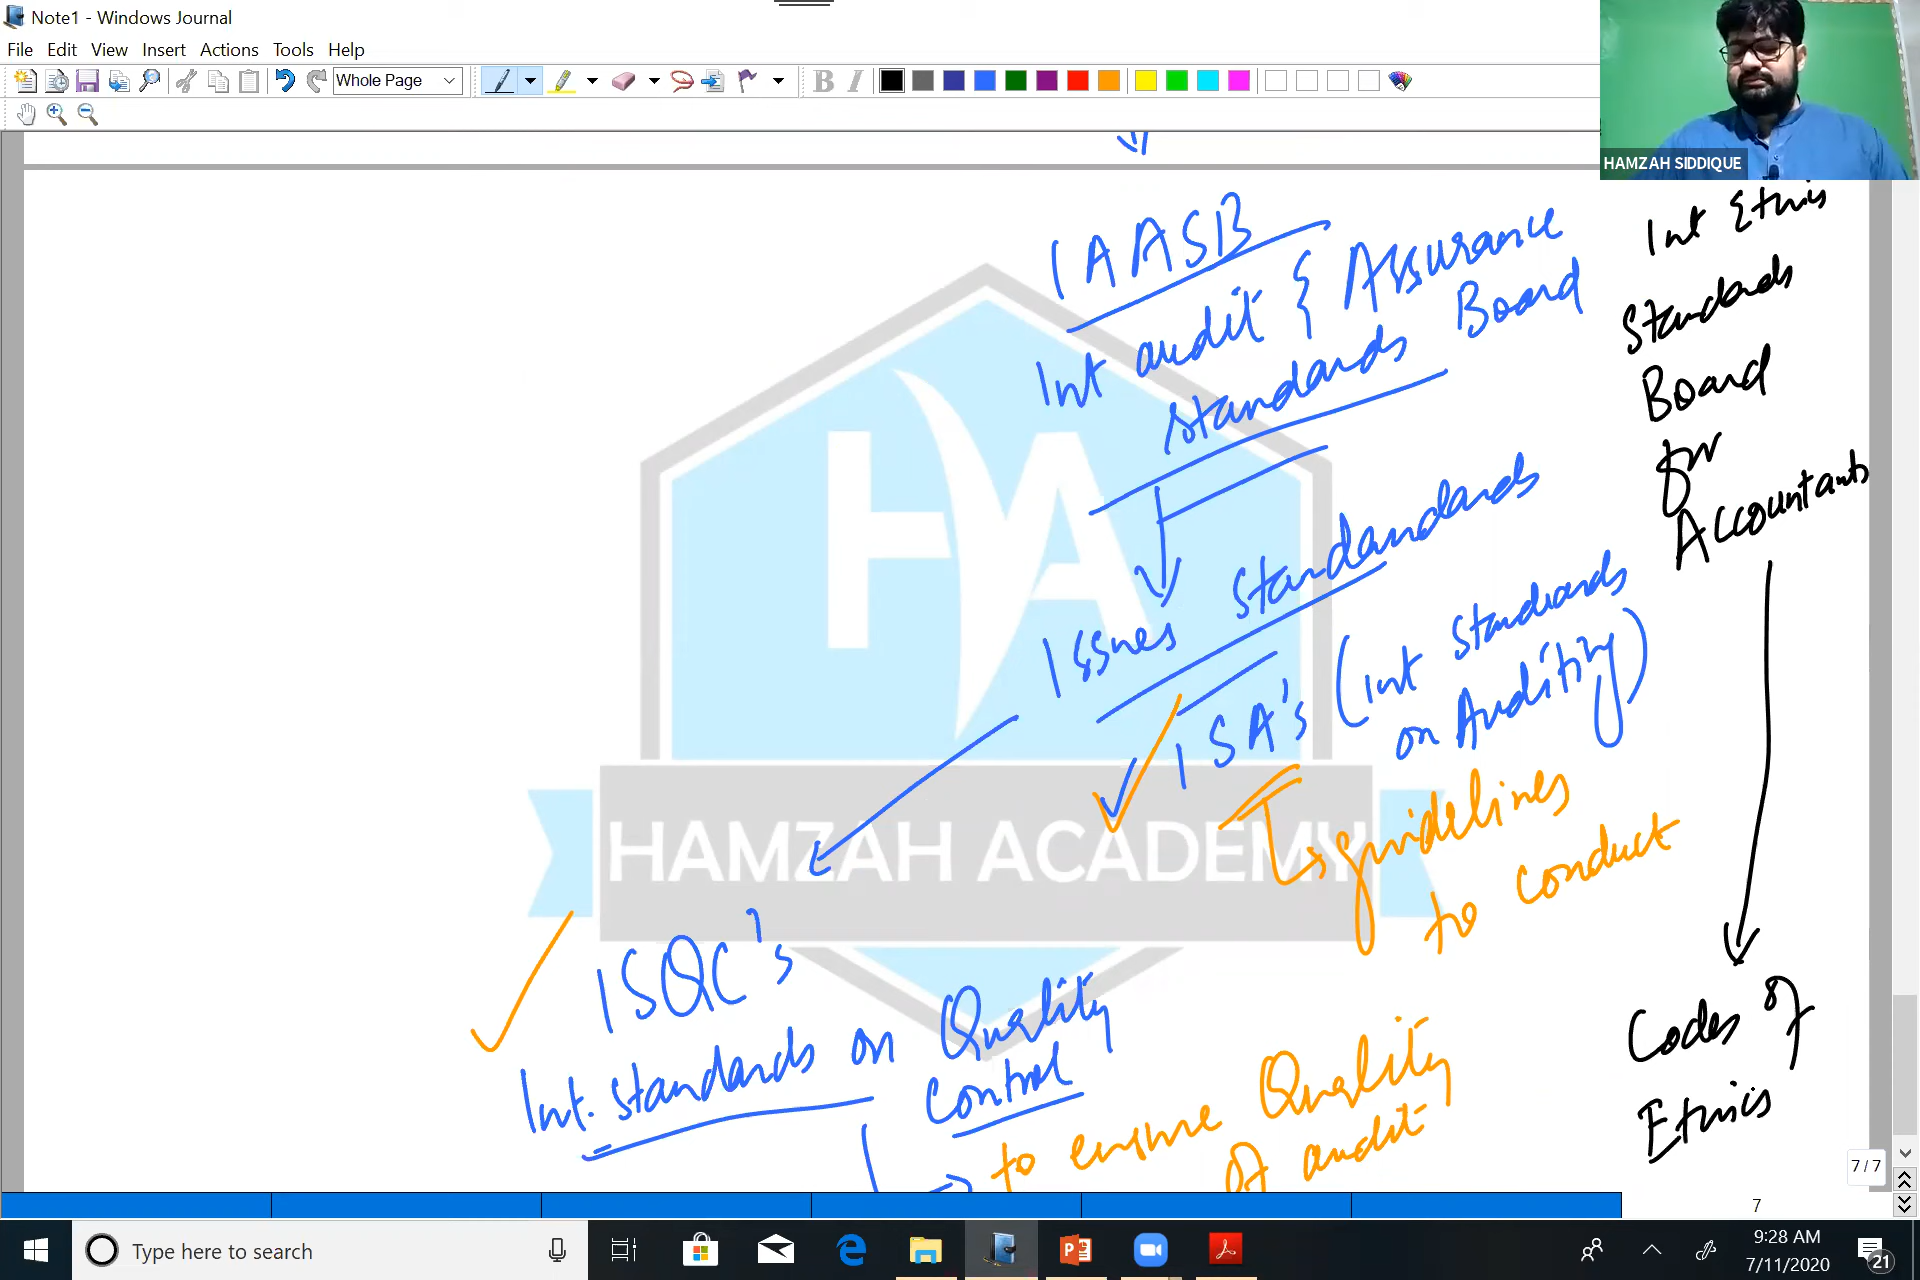 Note1 - Windows Journal
File Edit View Insert Actions Tools Help
Whole Page
HAMZAH SIDDIQUE
IAASB
Int audit & Assurance
Standards Board
Issues Standandards
ISA's (Int Standards
on Auditing)
guidelines
to conduct
HA
HAMZAH ACADEMY
ISQC's
Int. Standards on Quality
Control
to ensure Quality
of audit
Int Ethis
Standards
Board
for
Accountants
Codes of
Ethics
7 / 7
7
Type here to search
9:28 AM
7/11/2020
21